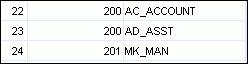 22 200 AC_ACCOUNT
23 200 AD_ASST
24 201 MK_MAN